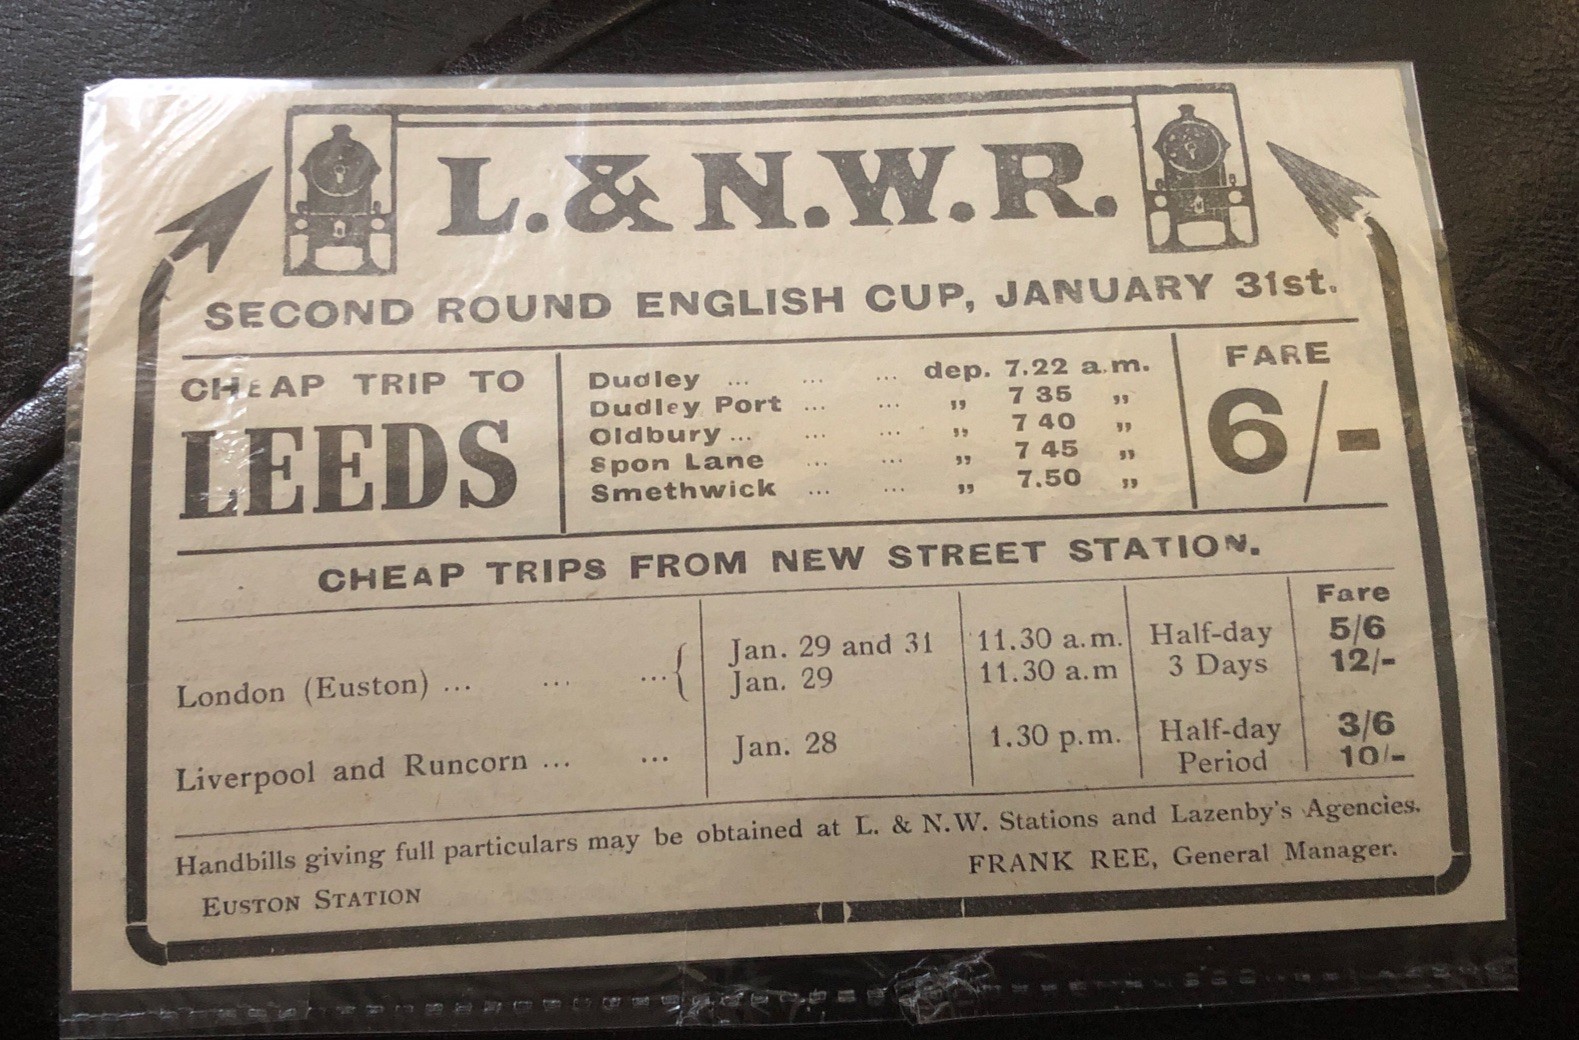 L. & N.W.R.
SECOND ROUND ENGLISH CUP, JANUARY 31st.
CHEAP TRIP TO
LEEDS
Dudley ... ... ... dep. 7.22 a.m.
Dudley Port ... ... „ 7 35 „
Oldbury ... ... ... „ 7 40 „
Spon Lane ... ... „ 7 45 „
Smethwick ... ... „ 7.50 „
FARE
6/-
CHEAP TRIPS FROM NEW STREET STATION.
Fare
London (Euston) ... ... ... { Jan. 29 and 31 11.30 a.m. Half-day 5/6
Jan. 29 11.30 a.m 3 Days 12/-
Liverpool and Runcorn ... ... Jan. 28 1.30 p.m. Half-day 3/6
Period 10/-
Handbills giving full particulars may be obtained at L. & N.W. Stations and Lazenby's Agencies.
EUSTON STATION FRANK REE, General Manager.